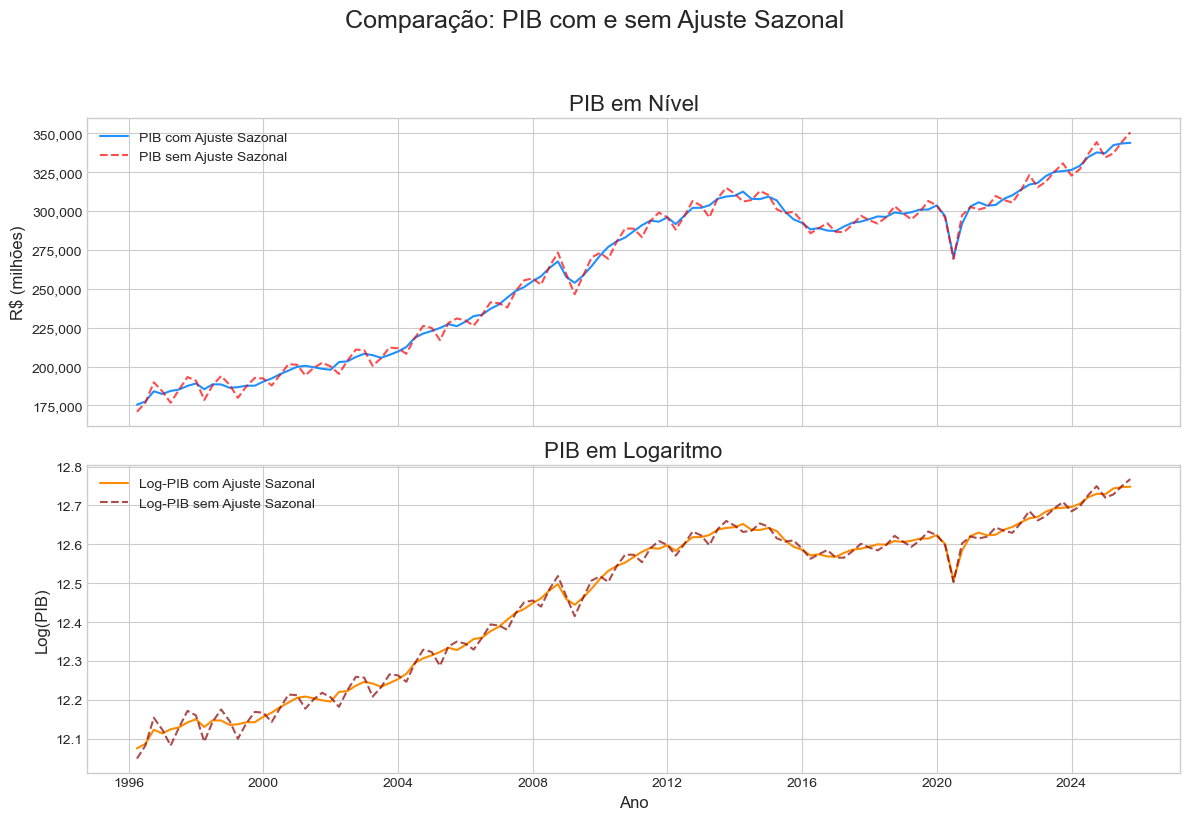 Comparação: PIB com e sem Ajuste Sazonal
PIB em Nível
PIB com Ajuste Sazonal
PIB sem Ajuste Sazonal
R$ (milhões)
350,000
325,000
300,000
275,000
250,000
225,000
200,000
175,000
PIB em Logaritmo
Log-PIB com Ajuste Sazonal
Log-PIB sem Ajuste Sazonal
Log(PIB)
12.8
12.7
12.6
12.5
12.4
12.3
12.2
12.1
1996 2000 2004 2008 2012 2016 2020 2024
Ano